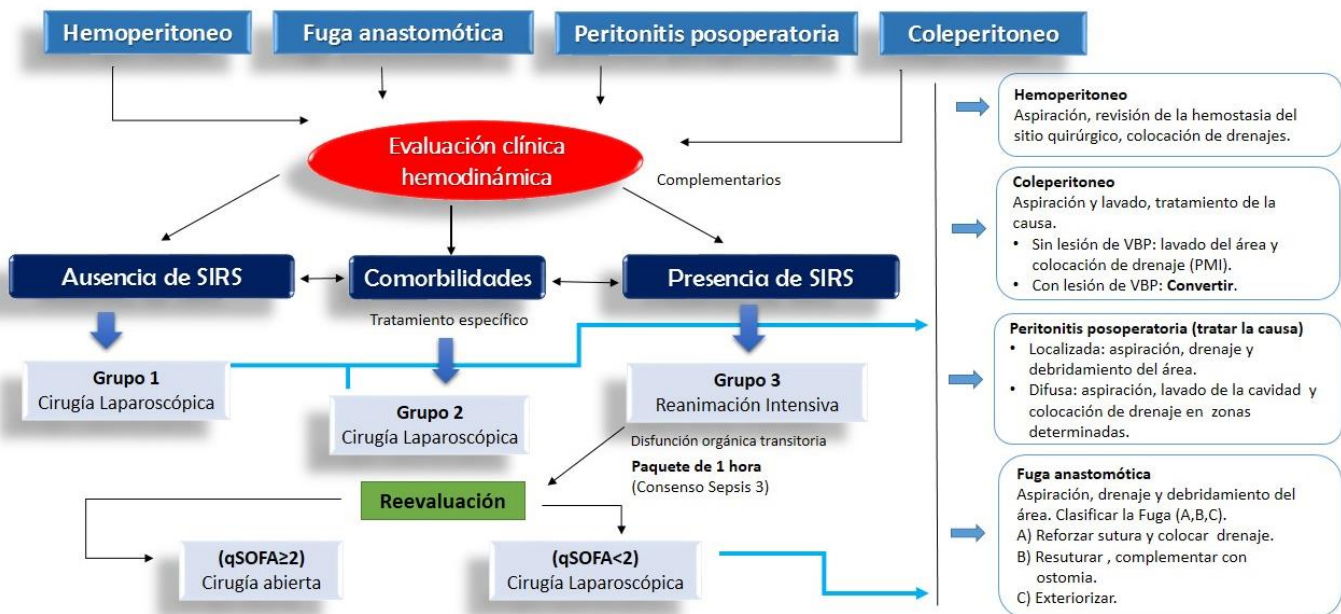 Hemoperitoneo
Fuga anastomótica
Peritonitis posoperatoria
Coleperitoneo
Evaluación clínica
hemodinámica
Complementarios
Ausencia de SIRS
Comorbilidades
Presencia de SIRS
Tratamiento específico
Grupo 1
Cirugía Laparoscópica
Grupo 2
Cirugía Laparoscópica
Grupo 3
Reanimación Intensiva
Disfunción orgánica transitoria
Paquete de 1 hora
(Consenso Sepsis 3)
Reevaluación
(qSOFA≥2)
Cirugía abierta
(qSOFA<2)
Cirugía Laparoscópica
Hemoperitoneo
Aspiración, revisión de la hemostasia del
sitio quirúrgico, colocación de drenajes.
Coleperitoneo
Aspiración y lavado, tratamiento de la
causa.
• Sin lesión de VBP: lavado del área y
colocación de drenaje (PMI).
• Con lesión de VBP: Convertir.
Peritonitis posoperatoria (tratar la causa)
• Localizada: aspiración, drenaje y
debridamiento del área.
• Difusa: aspiración, lavado de la cavidad y
colocación de drenaje en zonas
determinadas.
Fuga anastomótica
Aspiración, drenaje y debridamiento del
área. Clasificar la Fuga (A,B,C).
A) Reforzar sutura y colocar drenaje.
B) Resuturar , complementar con
ostomia.
C) Exteriorizar.